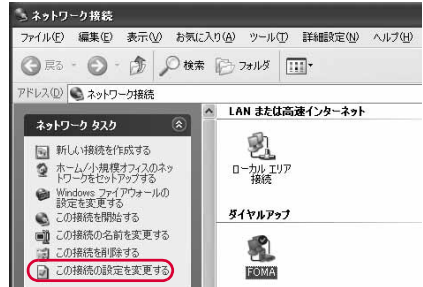 ネットワーク接続
ファイル(F) 編集(E) 表示(V) お気に入り(A) ツール(T) 詳細設定(N) ヘルプ(H)
戻る 検索 フォルダ
アドレス(D) ネットワーク接続
ネットワーク タスク
新しい接続を作成する
ホーム/小規模オフィスのネッ
トワークをセットアップする
Windows ファイアウォールの
設定を変更する
この接続を開始する
この接続の名前を変更する
この接続を削除する
この接続の設定を変更する
LAN または高速インターネット
ローカル エリア
接続
ダイヤルアップ
FOMA